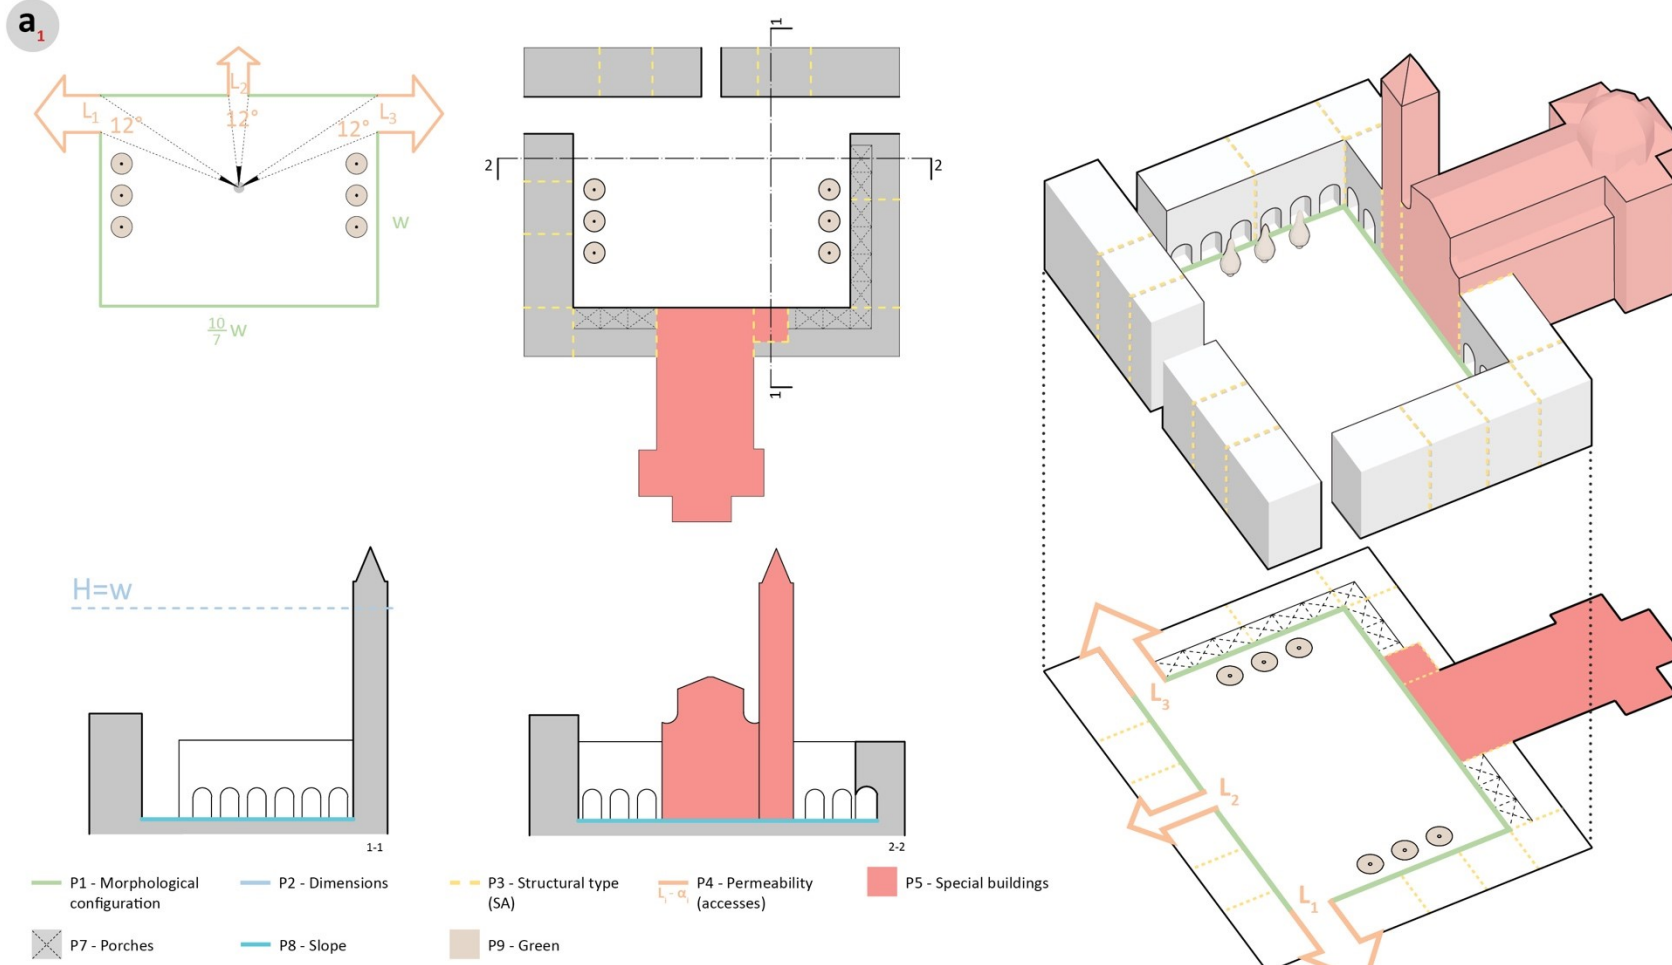 a1
L2
L1
12°
12°
12°
L3
w
10/7 w
1
2
2
1
H=w
1-1
2-2
L3
L2
L1
P1 - Morphological
configuration
P2 - Dimensions
P3 - Structural type
(SA)
Li - αi
P4 - Permeability
(accesses)
P5 - Special buildings
P7 - Porches
P8 - Slope
P9 - Green